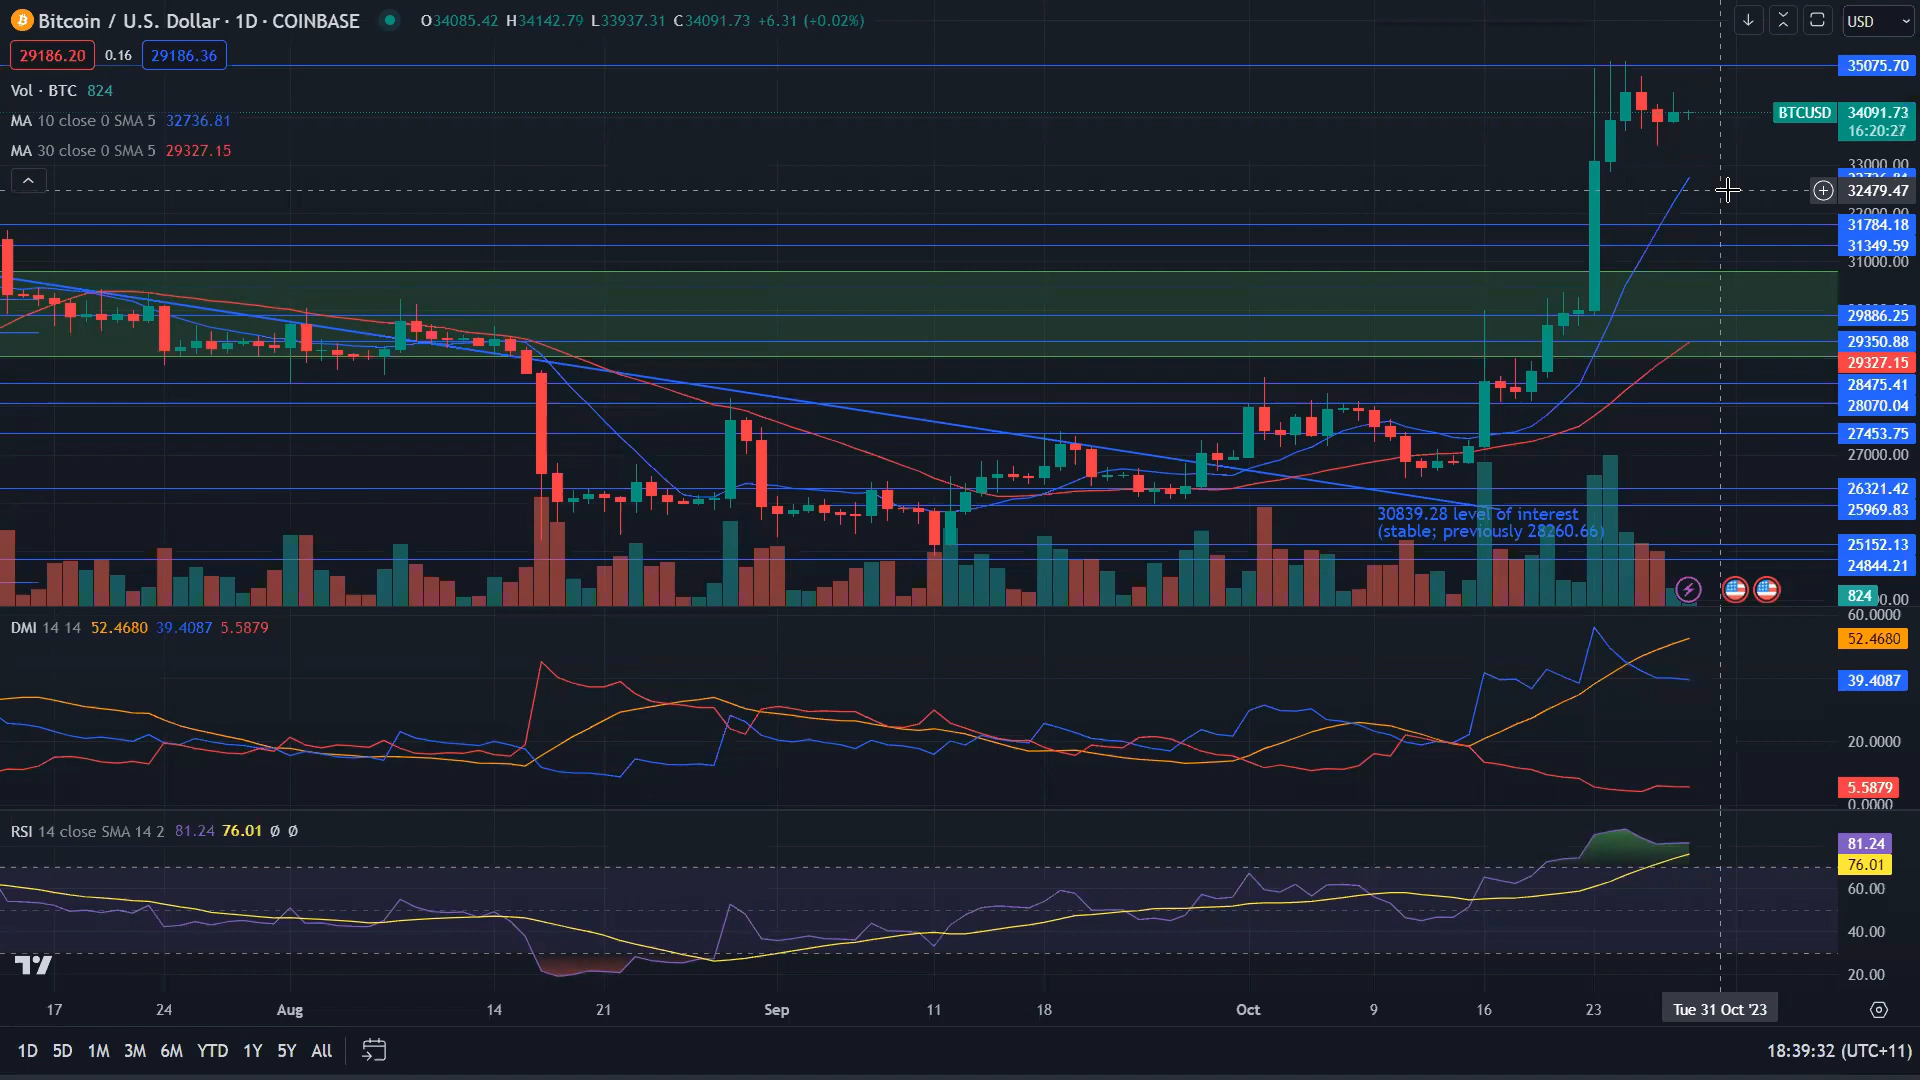 Bitcoin / U.S. Dollar · 1D · COINBASE
O34085.42 H34142.79 L33937.31 C34091.73 +6.31 (+0.02%)
USD
29186.20 0.16 29186.36
Vol · BTC 824
MA 10 close 0 SMA 5 32736.81
MA 30 close 0 SMA 5 29327.15
35075.70
BTCUSD 34091.73
16:20:27
33000.00
32479.47
31784.18
31349.59
31000.00
29886.25
29350.88
29327.15
28475.41
28070.04
27453.75
27000.00
26321.42
25969.83
30839.28 level of interest
(stable; previously 28260.66)
25152.13
24844.21
824
60.0000
DMI 14 14 52.4680 39.4087 5.5879
52.4680
39.4087
20.0000
5.5879
0.0000
RSI 14 close SMA 14 2 81.24 76.01 Ø Ø
81.24
76.01
60.00
40.00
20.00
17 24 Aug 14 21 Sep 11 18 Oct 9 16 23 Tue 31 Oct '23
1D 5D 1M 3M 6M YTD 1Y 5Y All
18:39:32 (UTC+11)